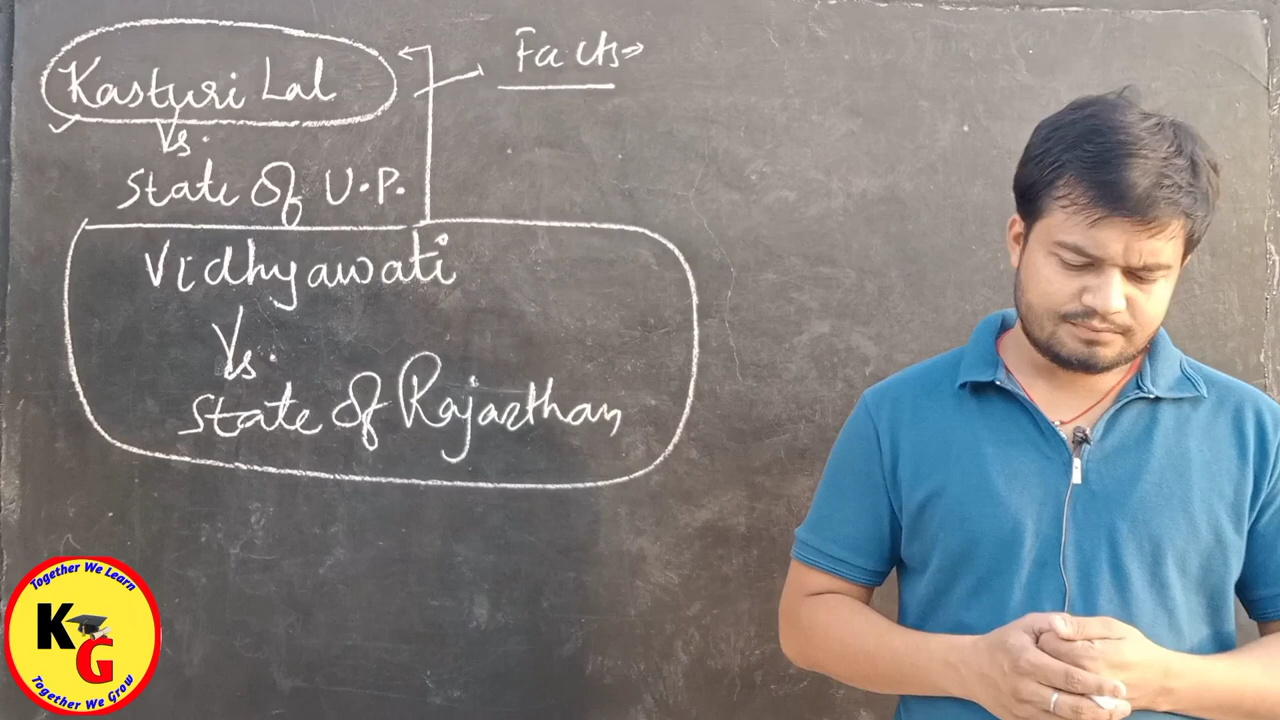 Kasturi Lal
Vs.
State of U.P.
Facts
Vidhyawati
Vs.
State of Rajasthan
Together We Learn
KG
Together We Grow